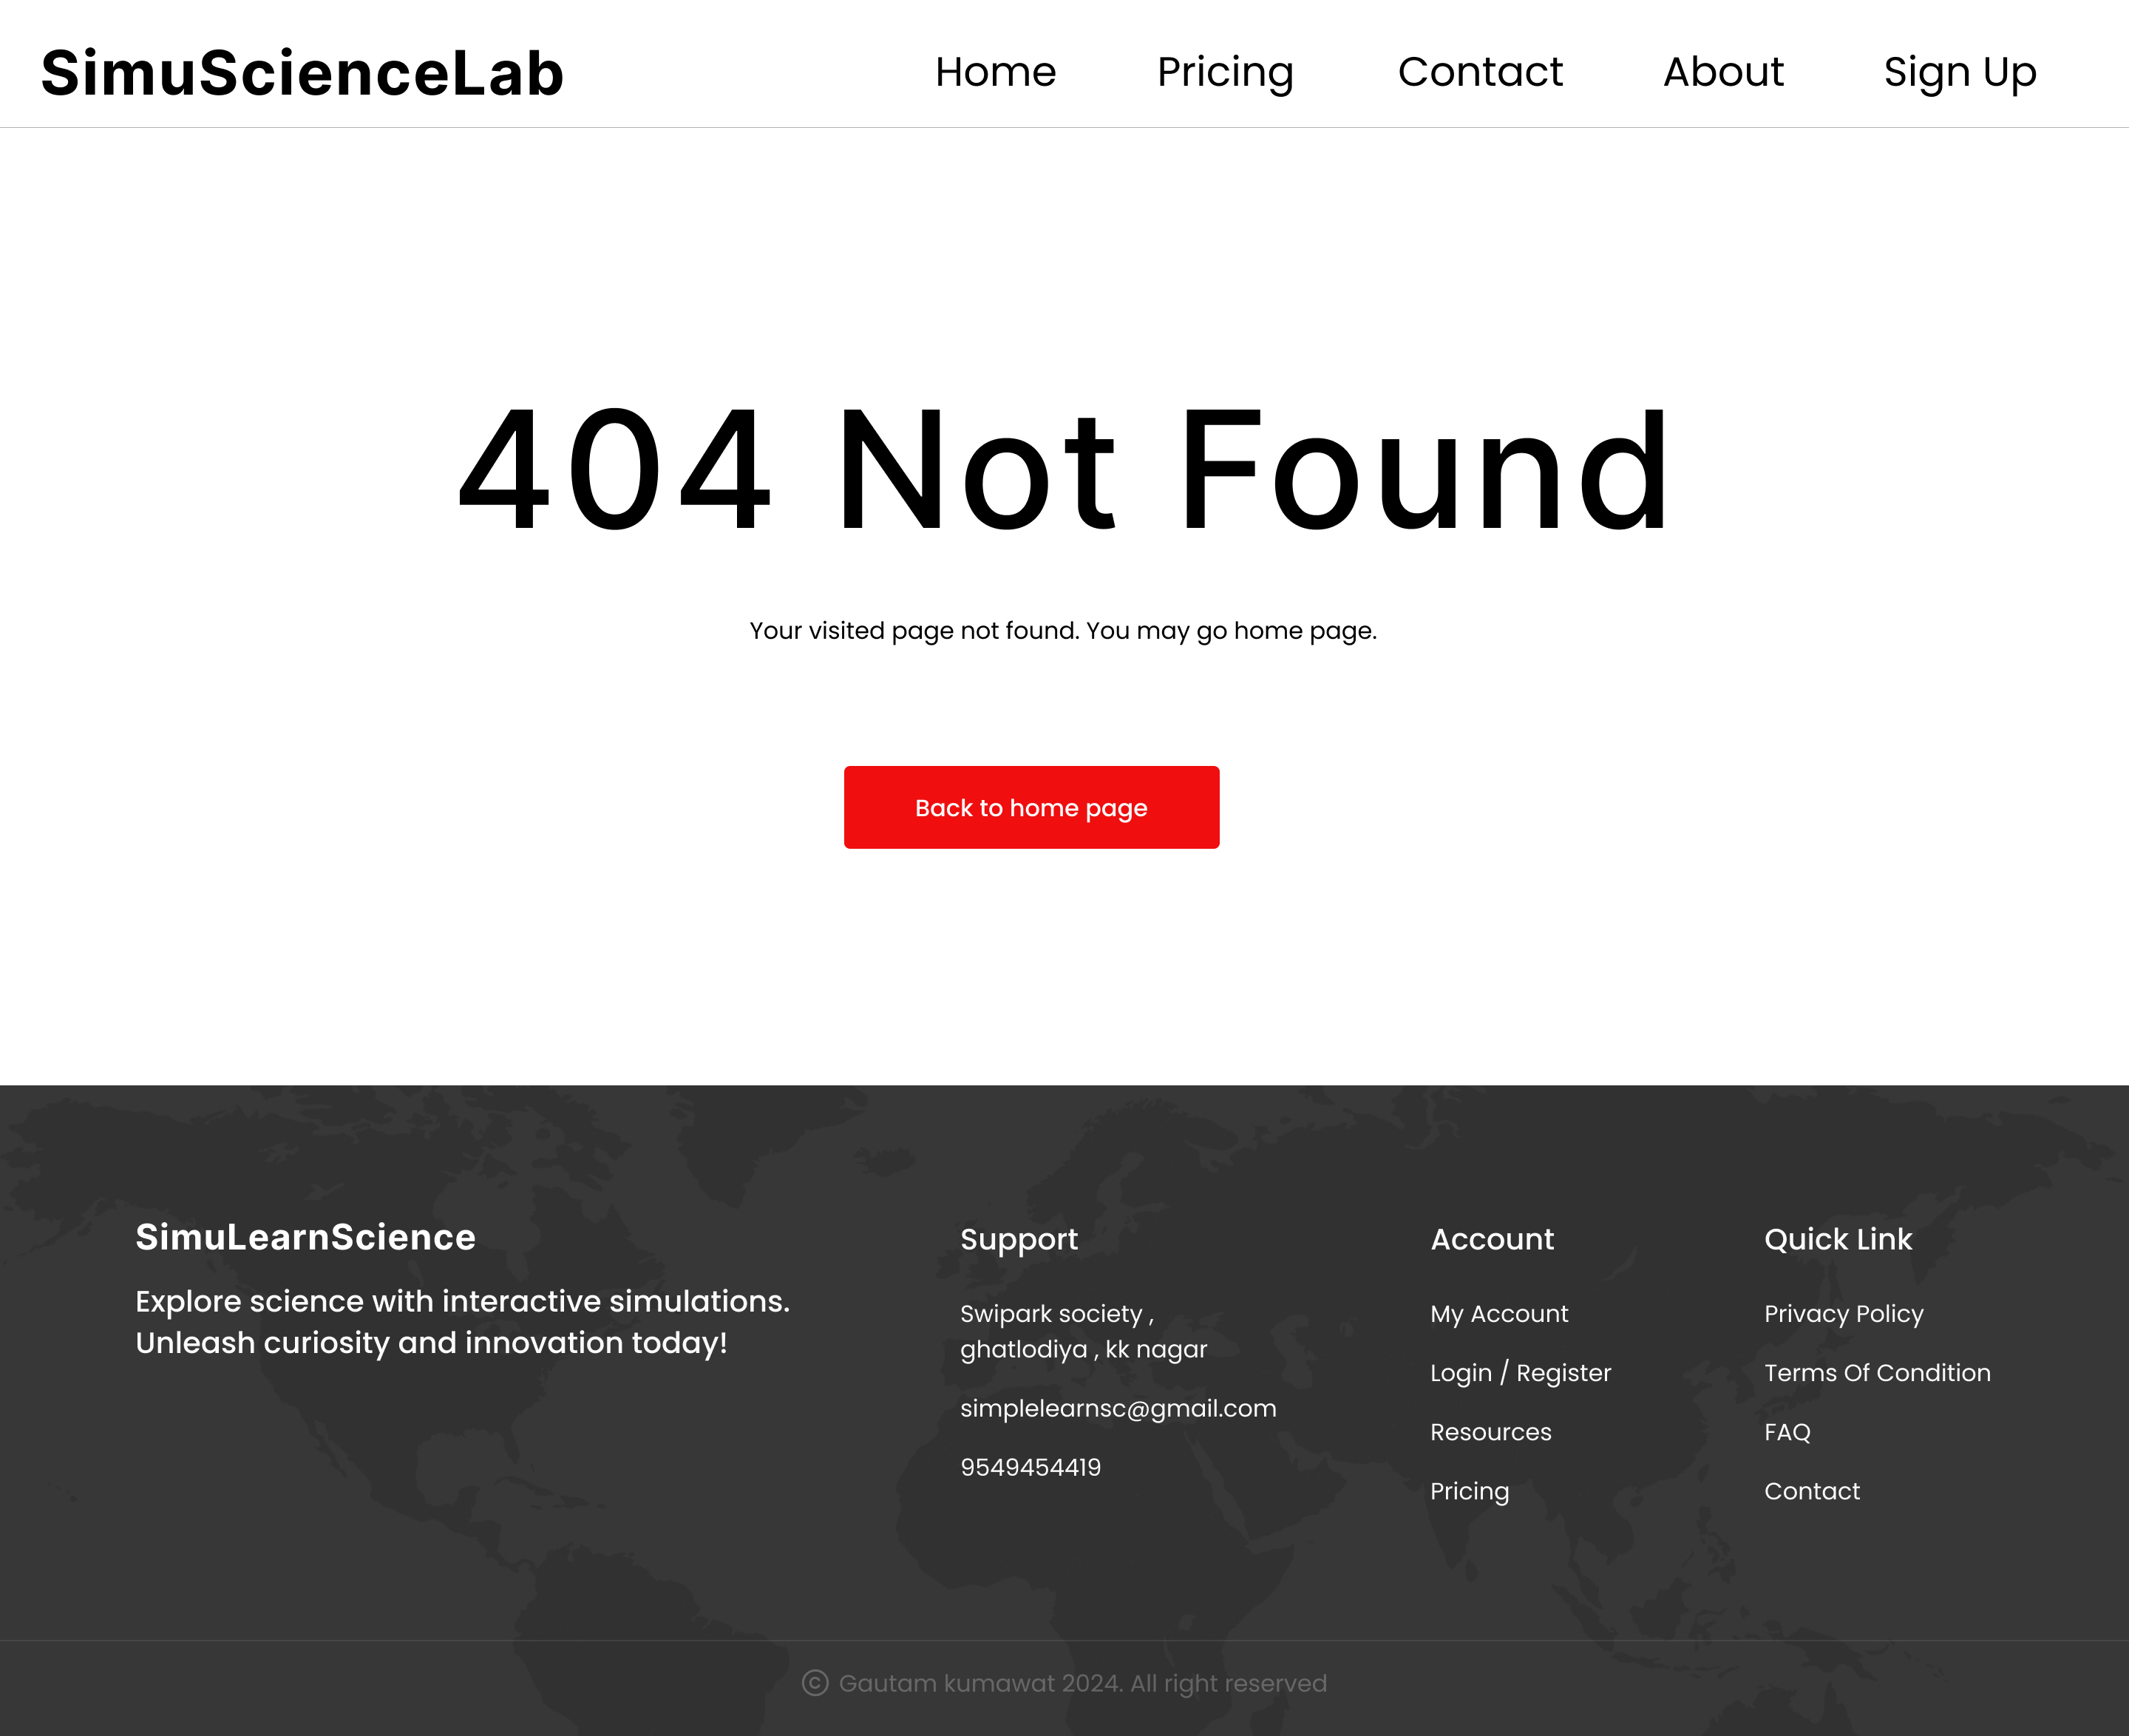 SimuScienceLab
Home Pricing Contact About Sign Up
404 Not Found
Your visited page not found. You may go home page.
Back to home page
SimuLearnScience
Explore science with interactive simulations.
Unleash curiosity and innovation today!
Support
Swipark society ,
ghatlodiya , kk nagar
simplelearnsc@gmail.com
9549454419
Account
My Account
Login / Register
Resources
Pricing
Quick Link
Privacy Policy
Terms Of Condition
FAQ
Contact
© Gautam kumawat 2024. All right reserved